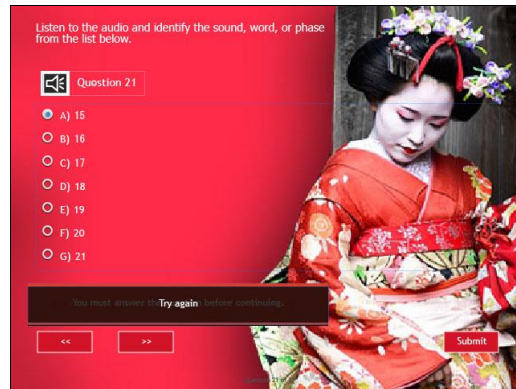 Listen to the audio and identify the sound, word, or phase
from the list below.
Question 21
A) 15
B) 16
C) 17
D) 18
E) 19
F) 20
G) 21
You must answer the Try again before continuing.
<< >> Submit